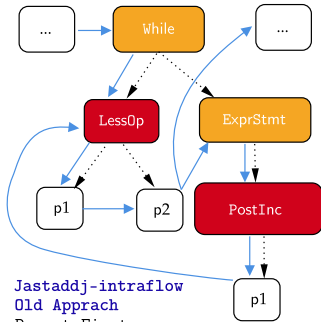 ...
While
...
LessOp
ExprStmt
p1
p2
PostInc
p1
Jastaddj-intraflow
Old Apprach